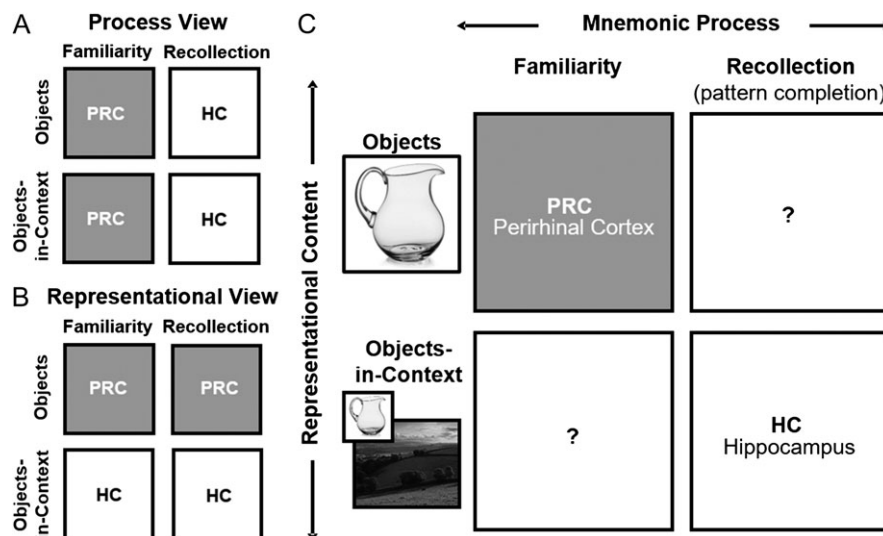 A
Process View
Familiarity Recollection
Objects
PRC
HC
Objects-
in-Context
PRC
HC
B
Representational View
Familiarity Recollection
Objects
PRC
PRC
Objects-
n-Context
HC
HC
C
Mnemonic Process
Familiarity
Recollection
(pattern completion)
Representational Content
Objects
PRC
Perirhinal Cortex
?
Objects-
in-Context
?
HC
Hippocampus